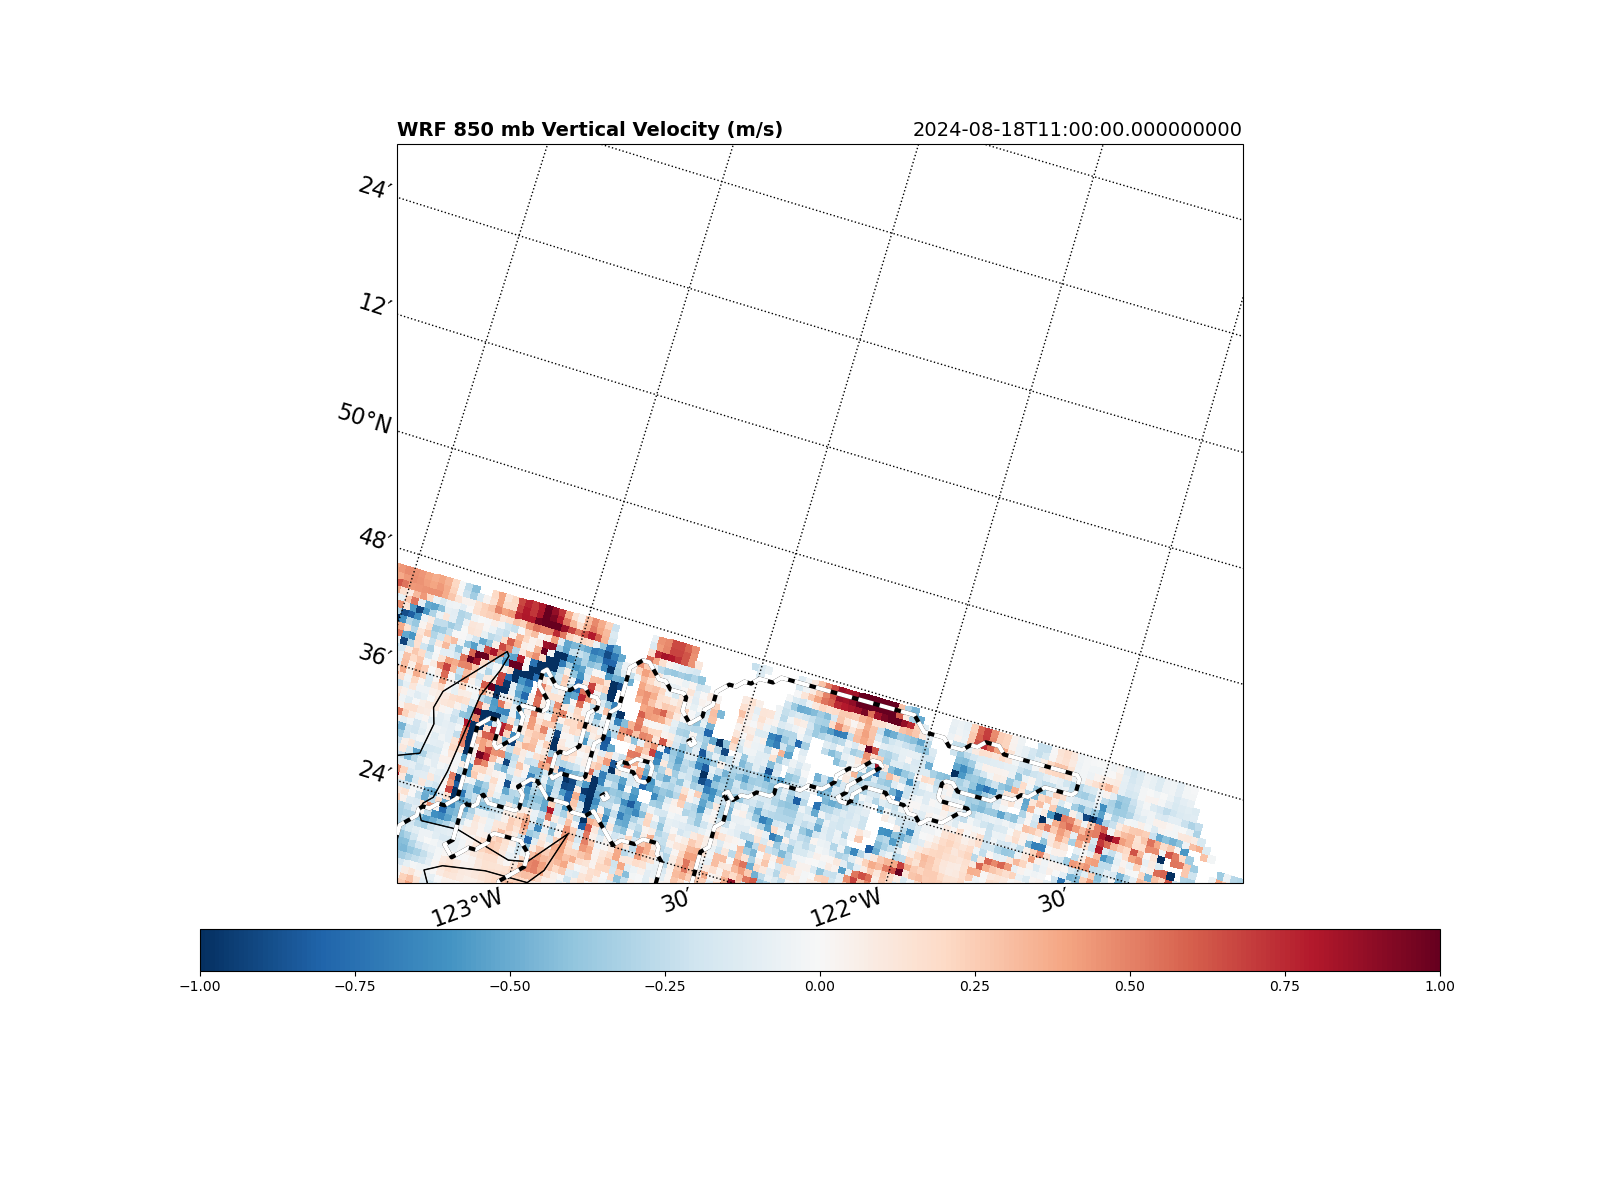 WRF 850 mb Vertical Velocity (m/s) 2024-08-18T11:00:00.000000000
24′
12′
50°N
48′
36′
24′
123°W 30′ 122°W 30′
−1.00 −0.75 −0.50 −0.25 0.00 0.25 0.50 0.75 1.00